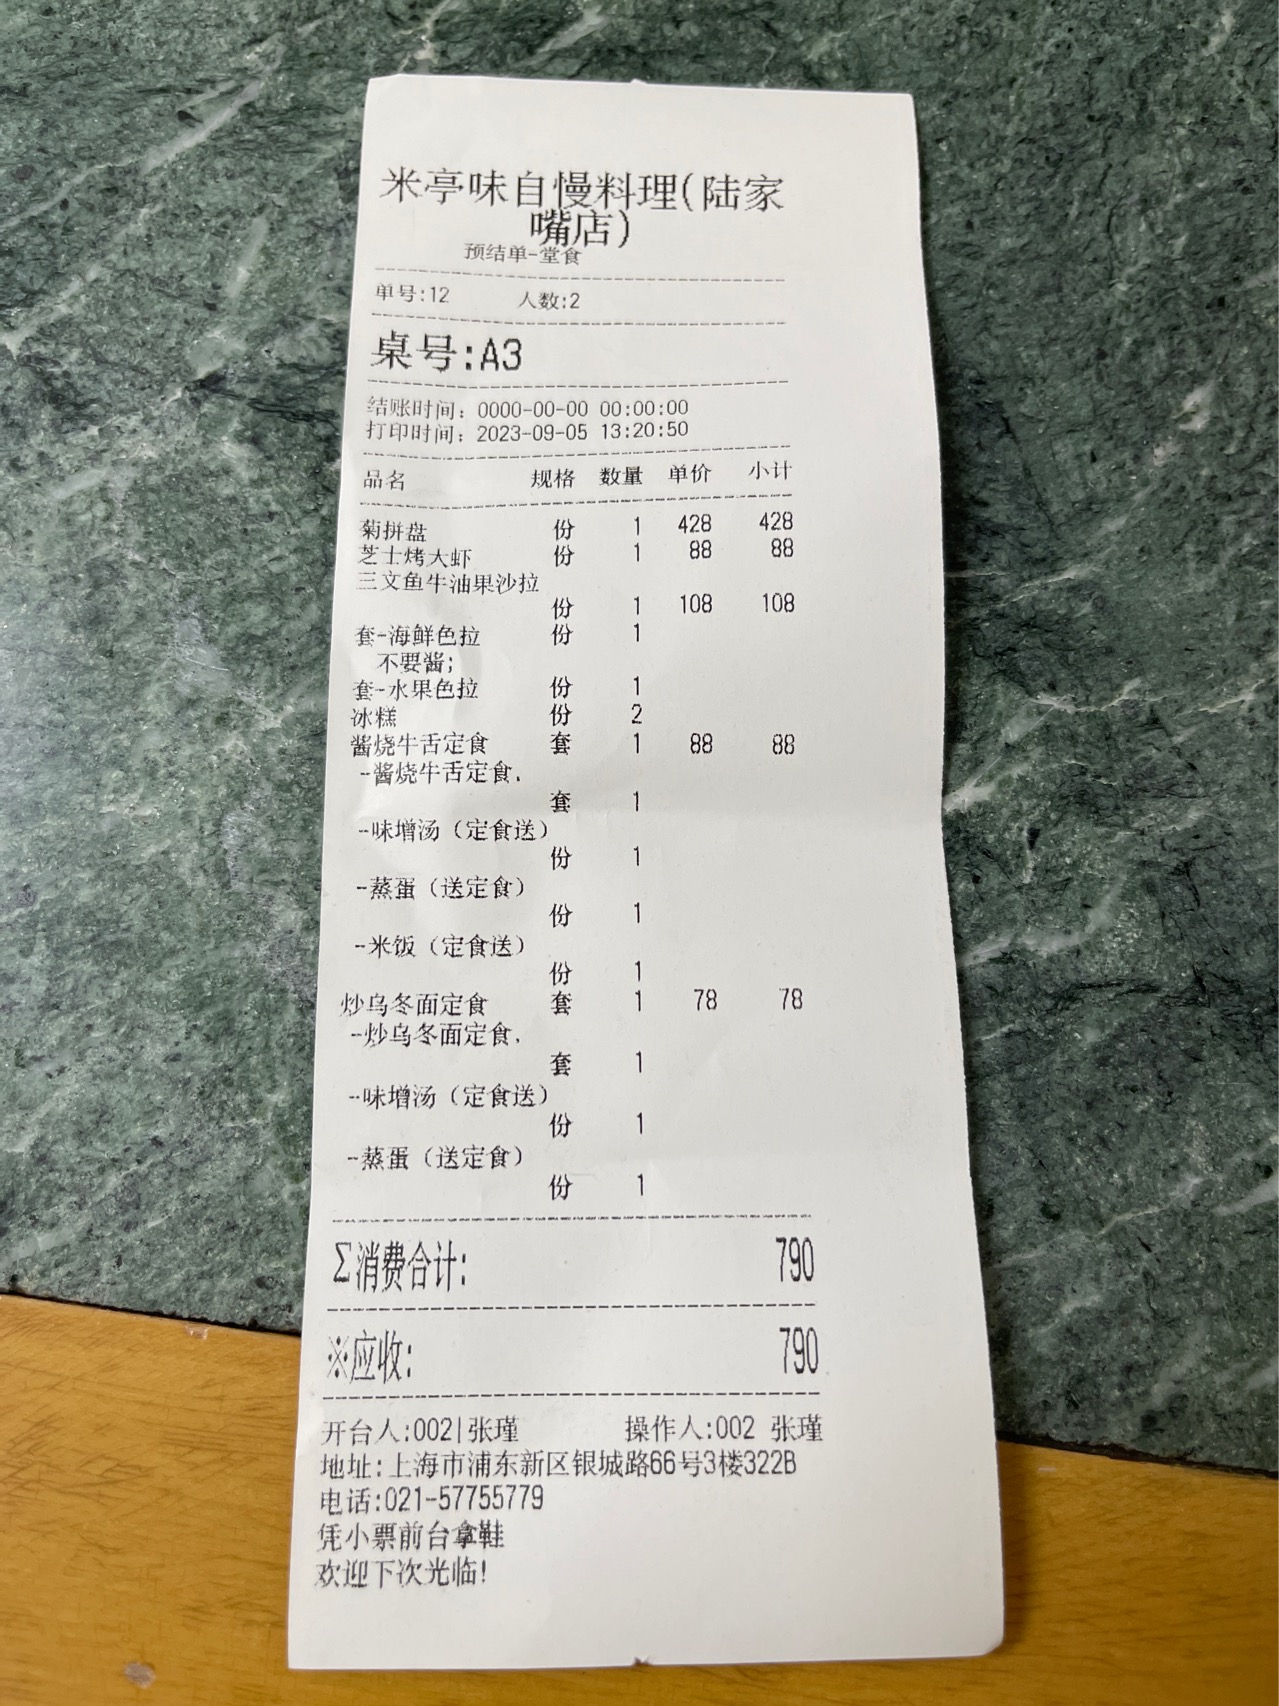 米亭味自慢料理(陆家
嘴店)
预结单-堂食
单号:12 人数:2
桌号:A3
结账时间: 0000-00-00 00:00:00
打印时间: 2023-09-05 13:20:50
品名 规格 数量 单价 小计
菊拼盘 份 1 428 428
芝士烤大虾 份 1 88 88
三文鱼牛油果沙拉
份 1 108 108
套-海鲜色拉 份 1
不要酱;
套-水果色拉 份 1
冰糕 份 2
酱烧牛舌定食 套 1 88 88
-酱烧牛舌定食.
套 1
-味增汤（定食送）
份 1
-蒸蛋（送定食）
份 1
-米饭（定食送）
份 1
炒乌冬面定食 套 1 78 78
-炒乌冬面定食.
套 1
-味增汤（定食送）
份 1
-蒸蛋（送定食）
份 1
Σ消费合计: 790
※应收: 790
开台人:002|张瑾 操作人:002 张瑾
地址:上海市浦东新区银城路66号3楼322B
电话:021-57755779
凭小票前台拿鞋
欢迎下次光临!